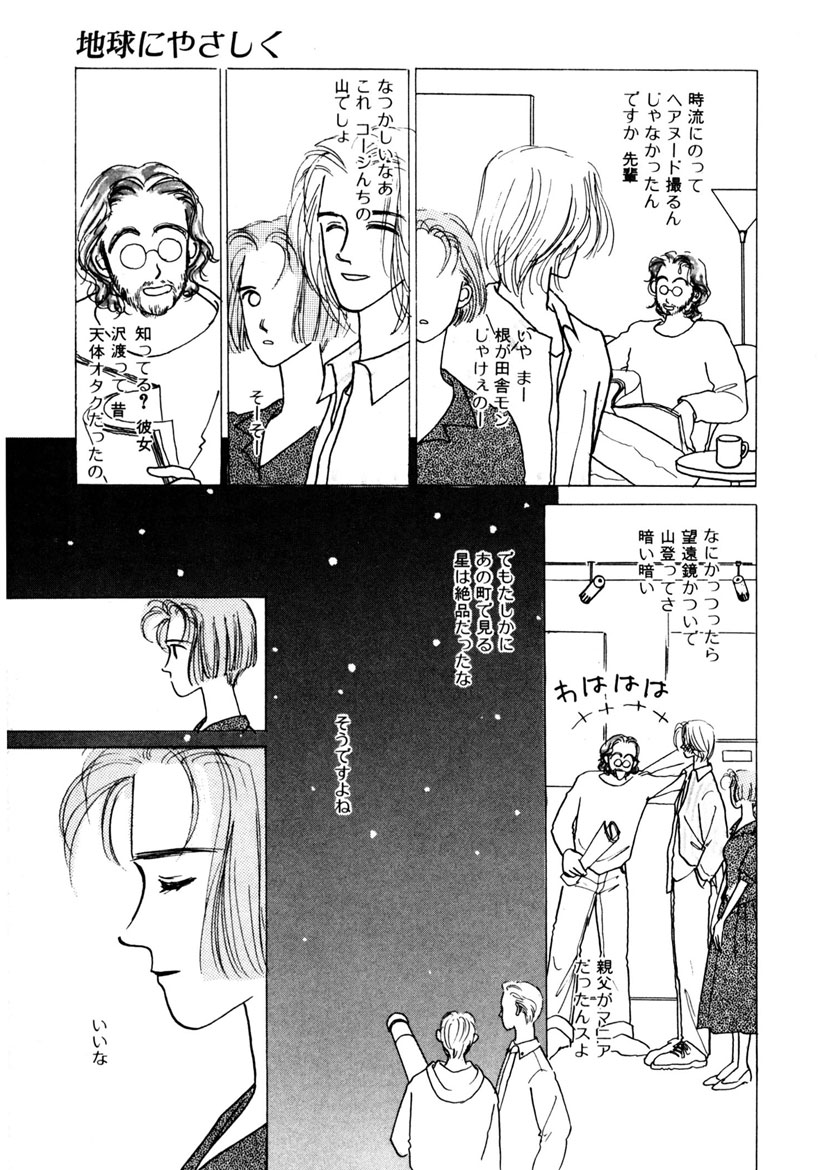 地球にやさしく
時流にのって
ヘアヌード撮るん
じゃなかったん
ですか 先輩
いや まー
根が田舎モン
じゃけぇのー
なつかしいなあ
これ コージんちの
山でしょ
そーそー
知ってる? 彼女
沢渡って 昔
天体オタクだったの
なにかっつったら
望遠鏡かついで
山登ってさ
暗い暗い
わははは
親父がマニア
だったんスよ
でもたしかに
あの町で見る
星は絶品だったな
そうですよね
いいな